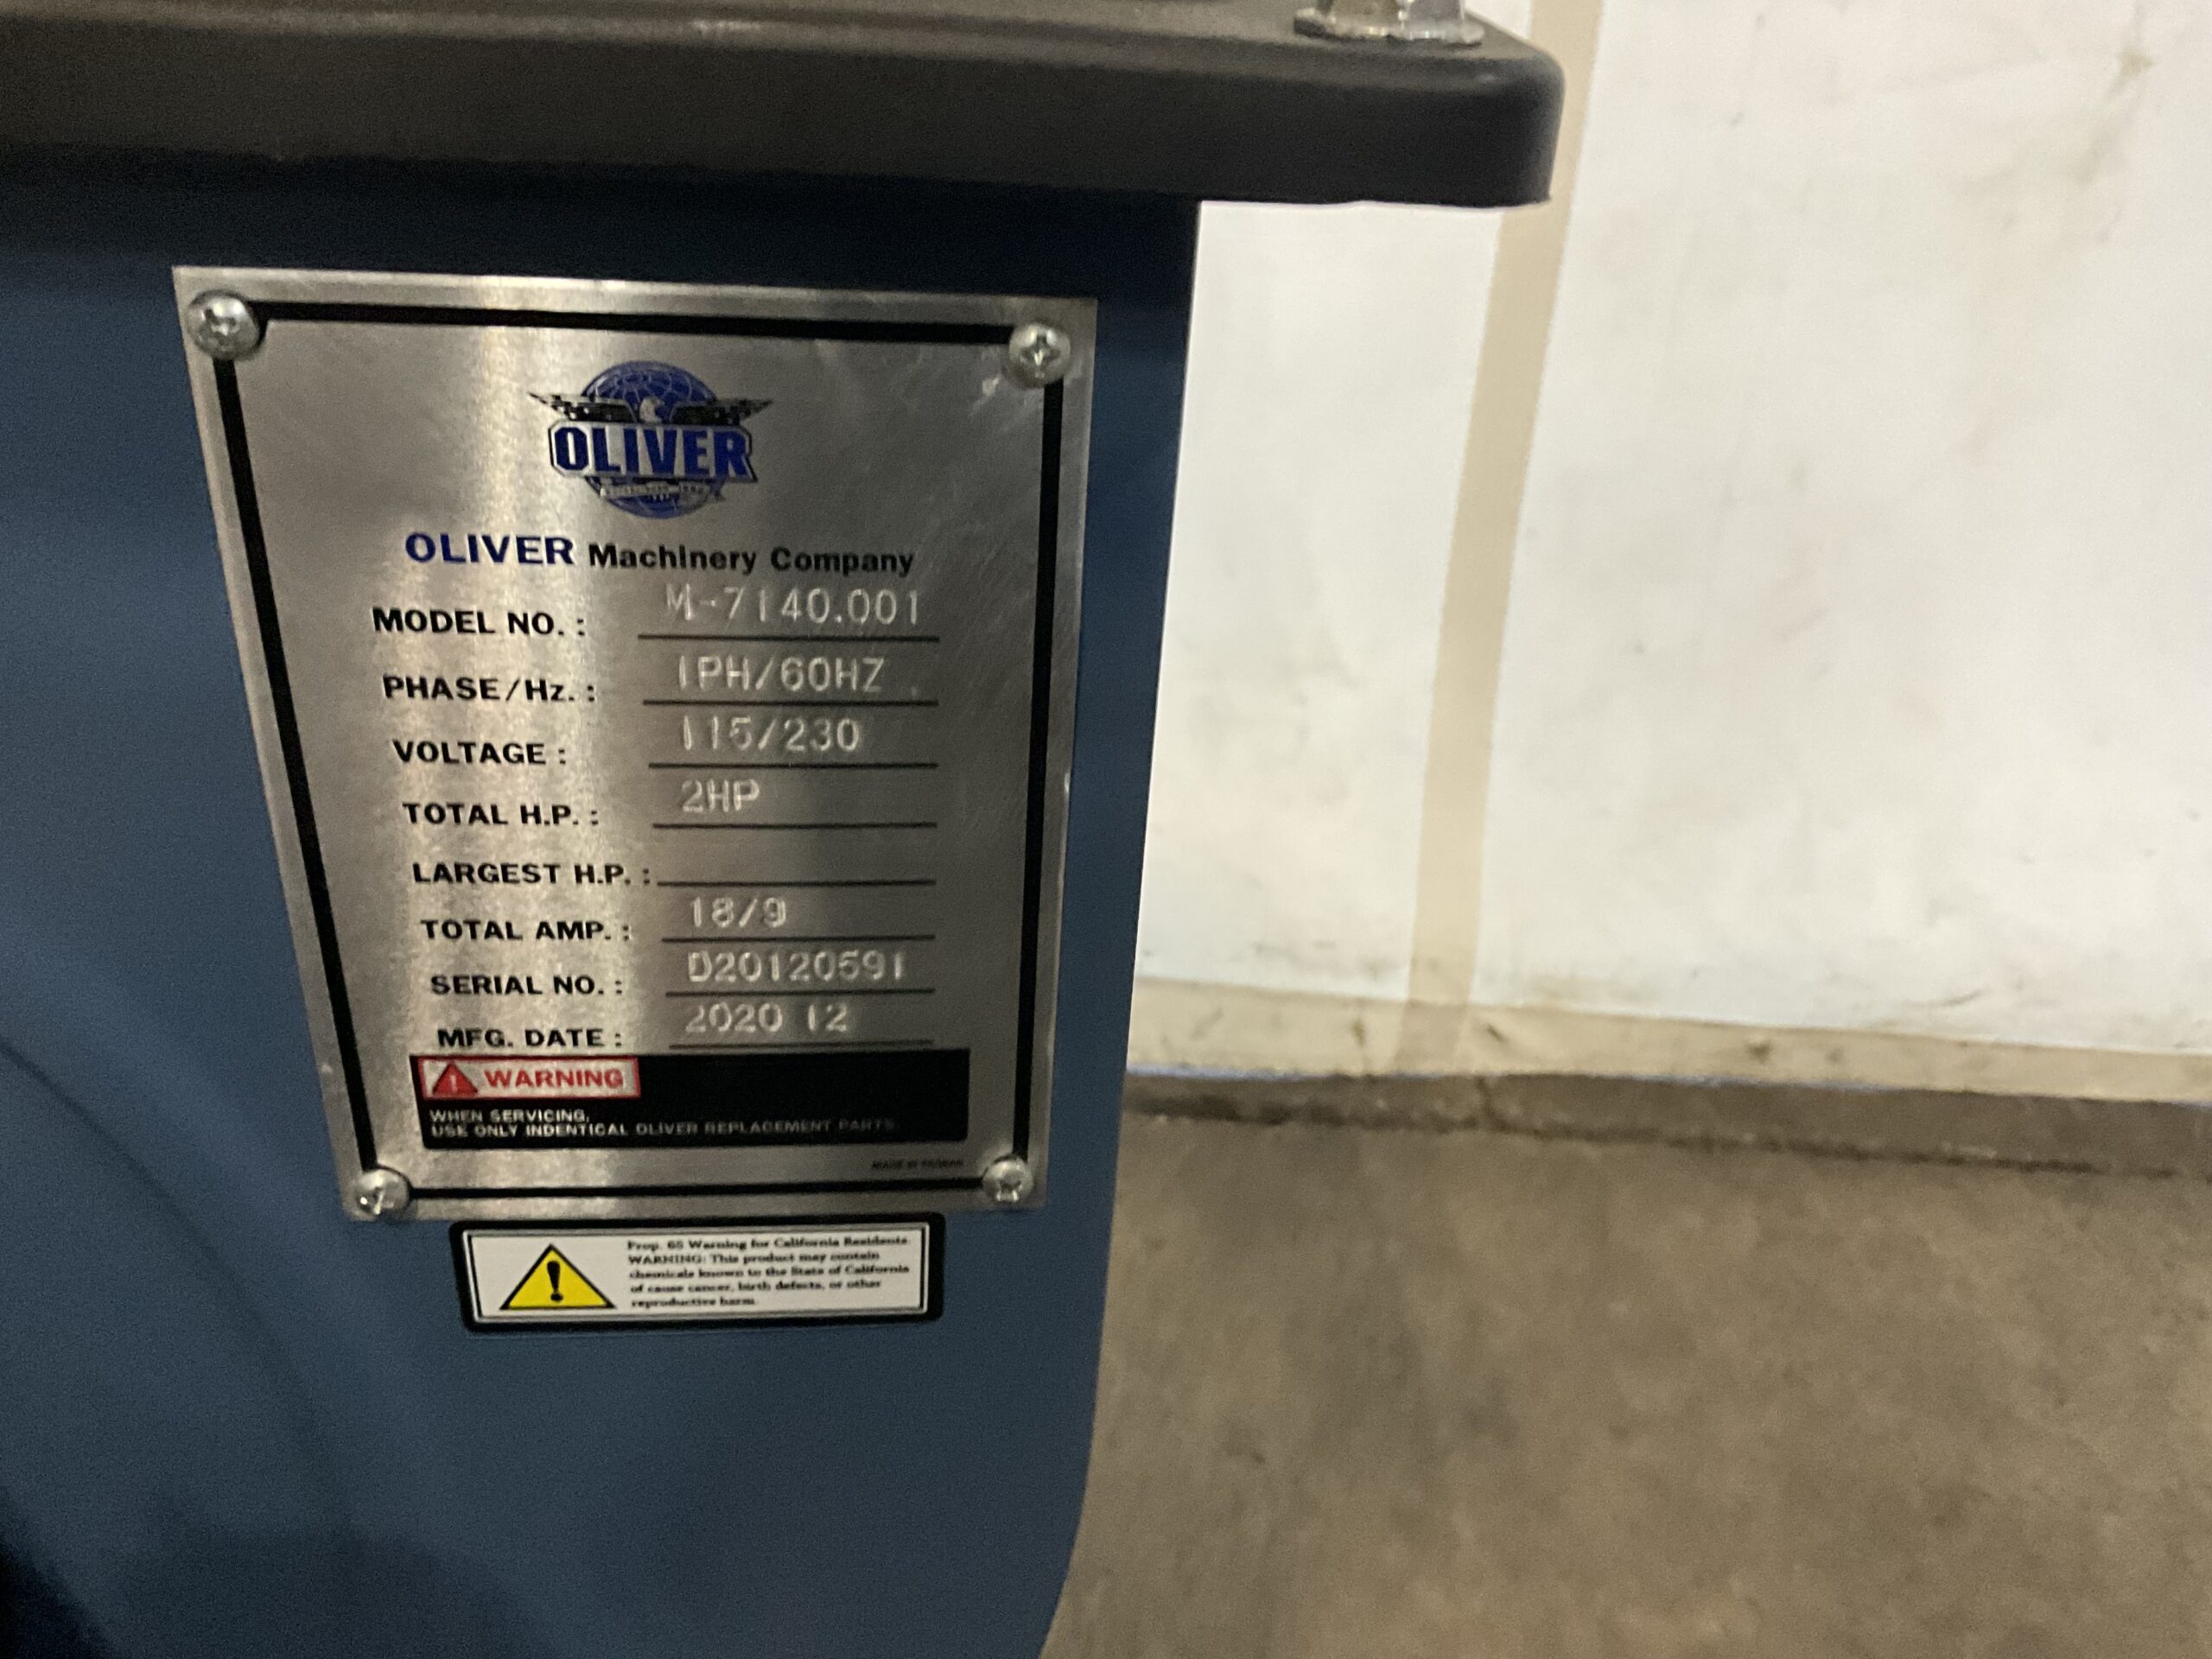 OLIVER
OLIVER Machinery Company
MODEL NO. : M-7140.001
PHASE/Hz. : 1PH/60HZ
VOLTAGE : 115/230
TOTAL H.P. : 2HP
LARGEST H.P. :
TOTAL AMP. : 18/9
SERIAL NO. : D20120591
MFG. DATE : 2020 12
WARNING
WHEN SERVICING,
USE ONLY INDENTICAL OLIVER REPLACEMENT PARTS.
MADE IN TAIWAN
Prop. 65 Warning for California Residents
WARNING: This product may contain
chemicals known to the State of California
of cause cancer, birth defects, or other
reproductive harm.